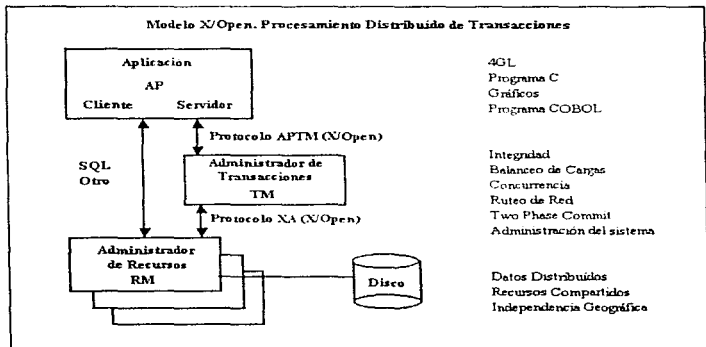 Modelo X/Open. Procesamiento Distribuido de Transacciones
Aplicacion
AP
Cliente Servidor
4GL
Programa C
Gráficos
Programa COBOL
Protocolo APTM (X/Open)
SQL
Otro
Administrador de
Transacciones
TM
Integridad
Balanceo de Cargas
Concurrencia
Ruteo de Red
Two Phase Commit
Administración del sistema
Protocolo XA (X/Open)
Administrador
de Recursos
RM
Disco
Datos Distribuidos
Recursos Compartidos
Independencia Geográfica